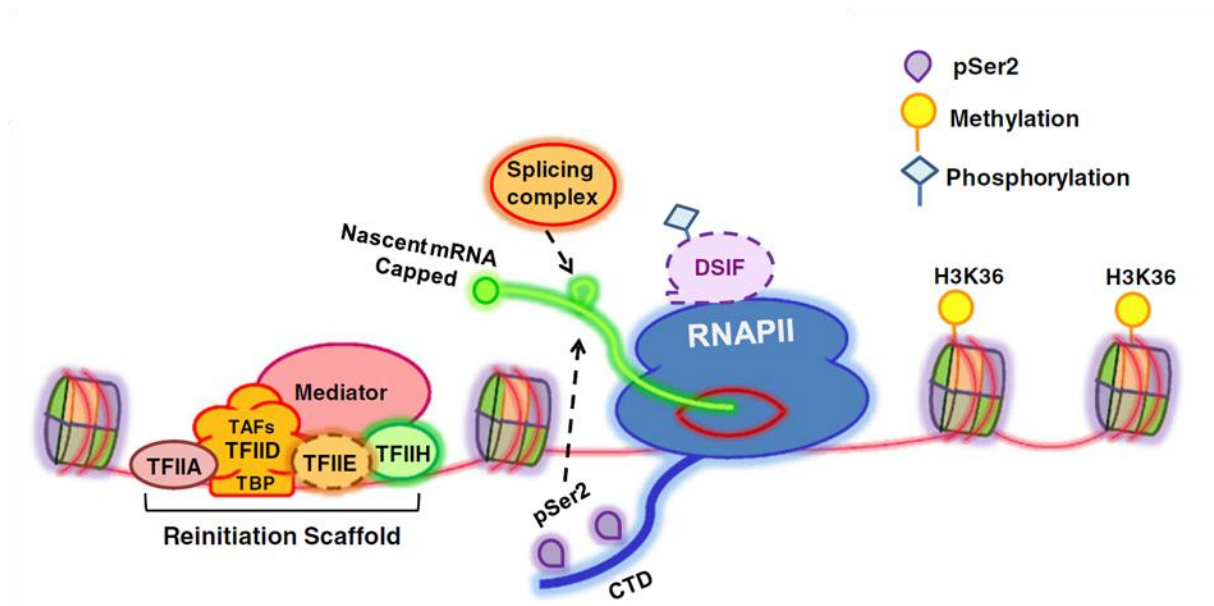 pSer2
Methylation
Phosphorylation
Splicing
complex
Nascent mRNA
Capped
DSIF
H3K36
H3K36
RNAPII
Mediator
TAFs
TFIID
TFIIA
TFIIE
TFIIH
TBP
pSer2
Reinitiation Scaffold
CTD